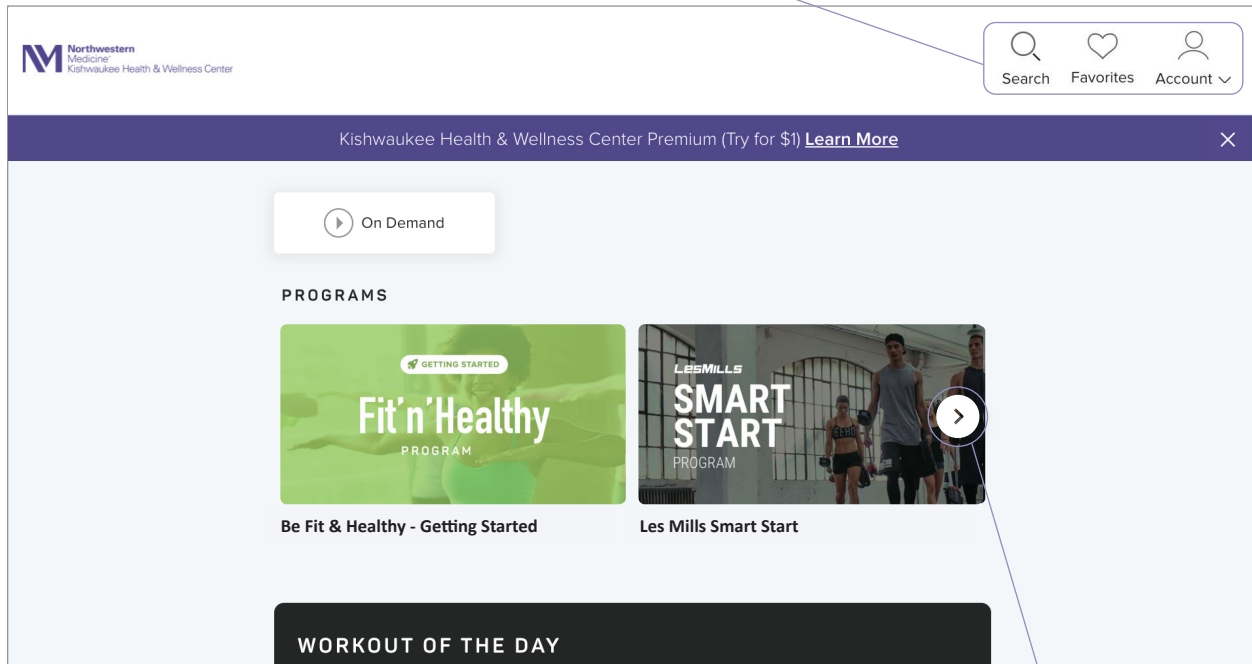 Northwestern
Medicine®
Kishwaukee Health & Wellness Center
Search Favorites Account
Kishwaukee Health & Wellness Center Premium (Try for $1) Learn More
On Demand
PROGRAMS
GETTING STARTED
Fit'n'Healthy
PROGRAM
LESMILLS
SMART
START
PROGRAM
Be Fit & Healthy - Getting Started
Les Mills Smart Start
WORKOUT OF THE DAY